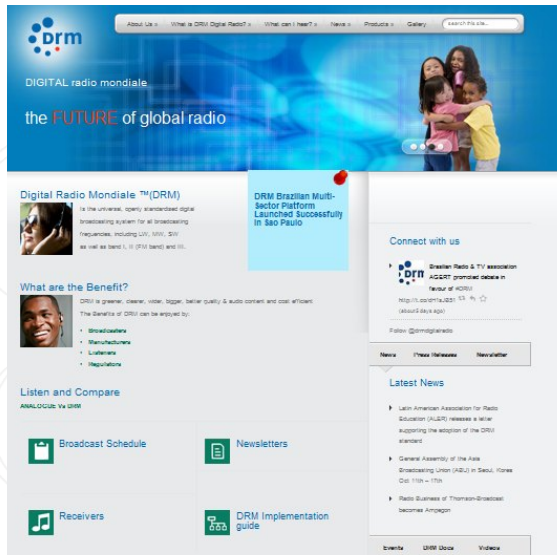 About Us »
What is DRM Digital Radio? »
What can I hear? »
News »
Products »
Gallery
search this site...
DRM
DIGITAL radio mondiale
the FUTURE of global radio
Digital Radio Mondiale ™(DRM)
Is the universal, openly standardised digital
broadcasting system for all broadcasting
frequencies, including LW, MW, SW
as well as band I, II (FM band) and III.
DRM Brazilian Multi-
Sector Platform
Launched Successfully
in Sao Paulo
What are the Benefit?
DRM is greener, clearer, wider, bigger, better quality & audio content and cost efficient
The Benefits of DRM can be enjoyed by:
Broadcasters
Manufacturers
Listeners
Regulators
Listen and Compare
ANALOGUE Vs DRM
Broadcast Schedule
Newsletters
Receivers
DRM Implementation
guide
Connect with us
DRM
Brasilian Radio & TV association
AGERT promoted debate in
favour of #DRM
(about 5 days ago)
Follow @drmdigitalradio
News
Press Releases
Newsletter
Latest News
Latin American Association for Radio
Education (ALER) releases a letter
supporting the adoption of the DRM
standard
General Assembly of the Asia
Broadcasting Union (ABU) in Seoul, Korea
Oct 11th – 17th
Radio Business of Thomson-Broadcast
becomes Ampegon
Events
DRM Docs
Videos